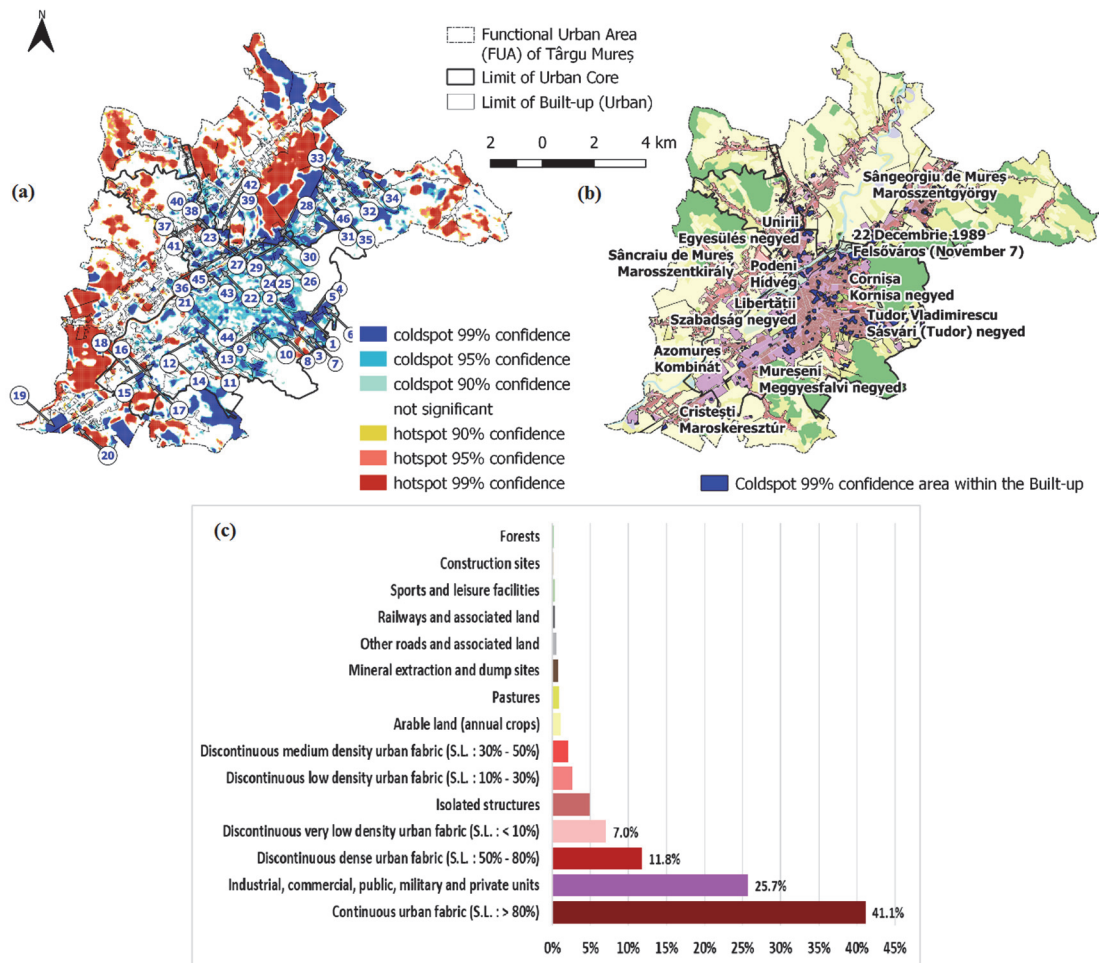 N
Functional Urban Area
(FUA) of Târgu Mureș
Limit of Urban Core
Limit of Built-up (Urban)
2 0 2 4 km
(a)
33
42
39
40
38
28
34
32
46
37
23
31
35
41
27
29
30
36
45
24
25
26
21
43
22
2
4
5
18
16
44
9
6
12
13
10
1
8
3
7
19
15
14
11
17
20
coldspot 99% confidence
coldspot 95% confidence
coldspot 90% confidence
not significant
hotspot 90% confidence
hotspot 95% confidence
hotspot 99% confidence
(b)
Sângeorgiu de Mureș
Marosszentgyörgy
Unirii
Egyesülés negyed
22 Decembrie 1989
Felsőváros (November 7)
Sâncraiu de Mureș
Marosszentkirály
Podeni
Hidvég
Cornișa
Kornisa negyed
Libertății
Szabadság negyed
Tudor Vladimirescu
Sásvári (Tudor) negyed
Azomureș
Kombinát
Mureșeni
Meggyesfalvi negyed
Cristești
Maroskeresztúr
Coldspot 99% confidence area within the Built-up
(c)
Forests
Construction sites
Sports and leisure facilities
Railways and associated land
Other roads and associated land
Mineral extraction and dump sites
Pastures
Arable land (annual crops)
Discontinuous medium density urban fabric (S.L. : 30% - 50%)
Discontinuous low density urban fabric (S.L. : 10% - 30%)
Isolated structures
Discontinuous very low density urban fabric (S.L. : < 10%) 7.0%
Discontinuous dense urban fabric (S.L. : 50% - 80%) 11.8%
Industrial, commercial, public, military and private units 25.7%
Continuous urban fabric (S.L. : > 80%) 41.1%
0% 5% 10% 15% 20% 25% 30% 35% 40% 45%